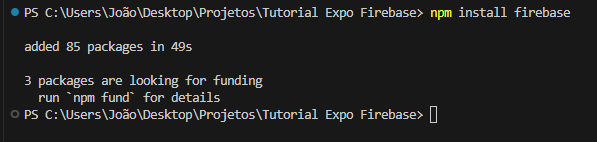 PS C:\Users\João\Desktop\Projetos\Tutorial Expo Firebase> npm install firebase
added 85 packages in 49s
3 packages are looking for funding
  run `npm fund` for details
PS C:\Users\João\Desktop\Projetos\Tutorial Expo Firebase>